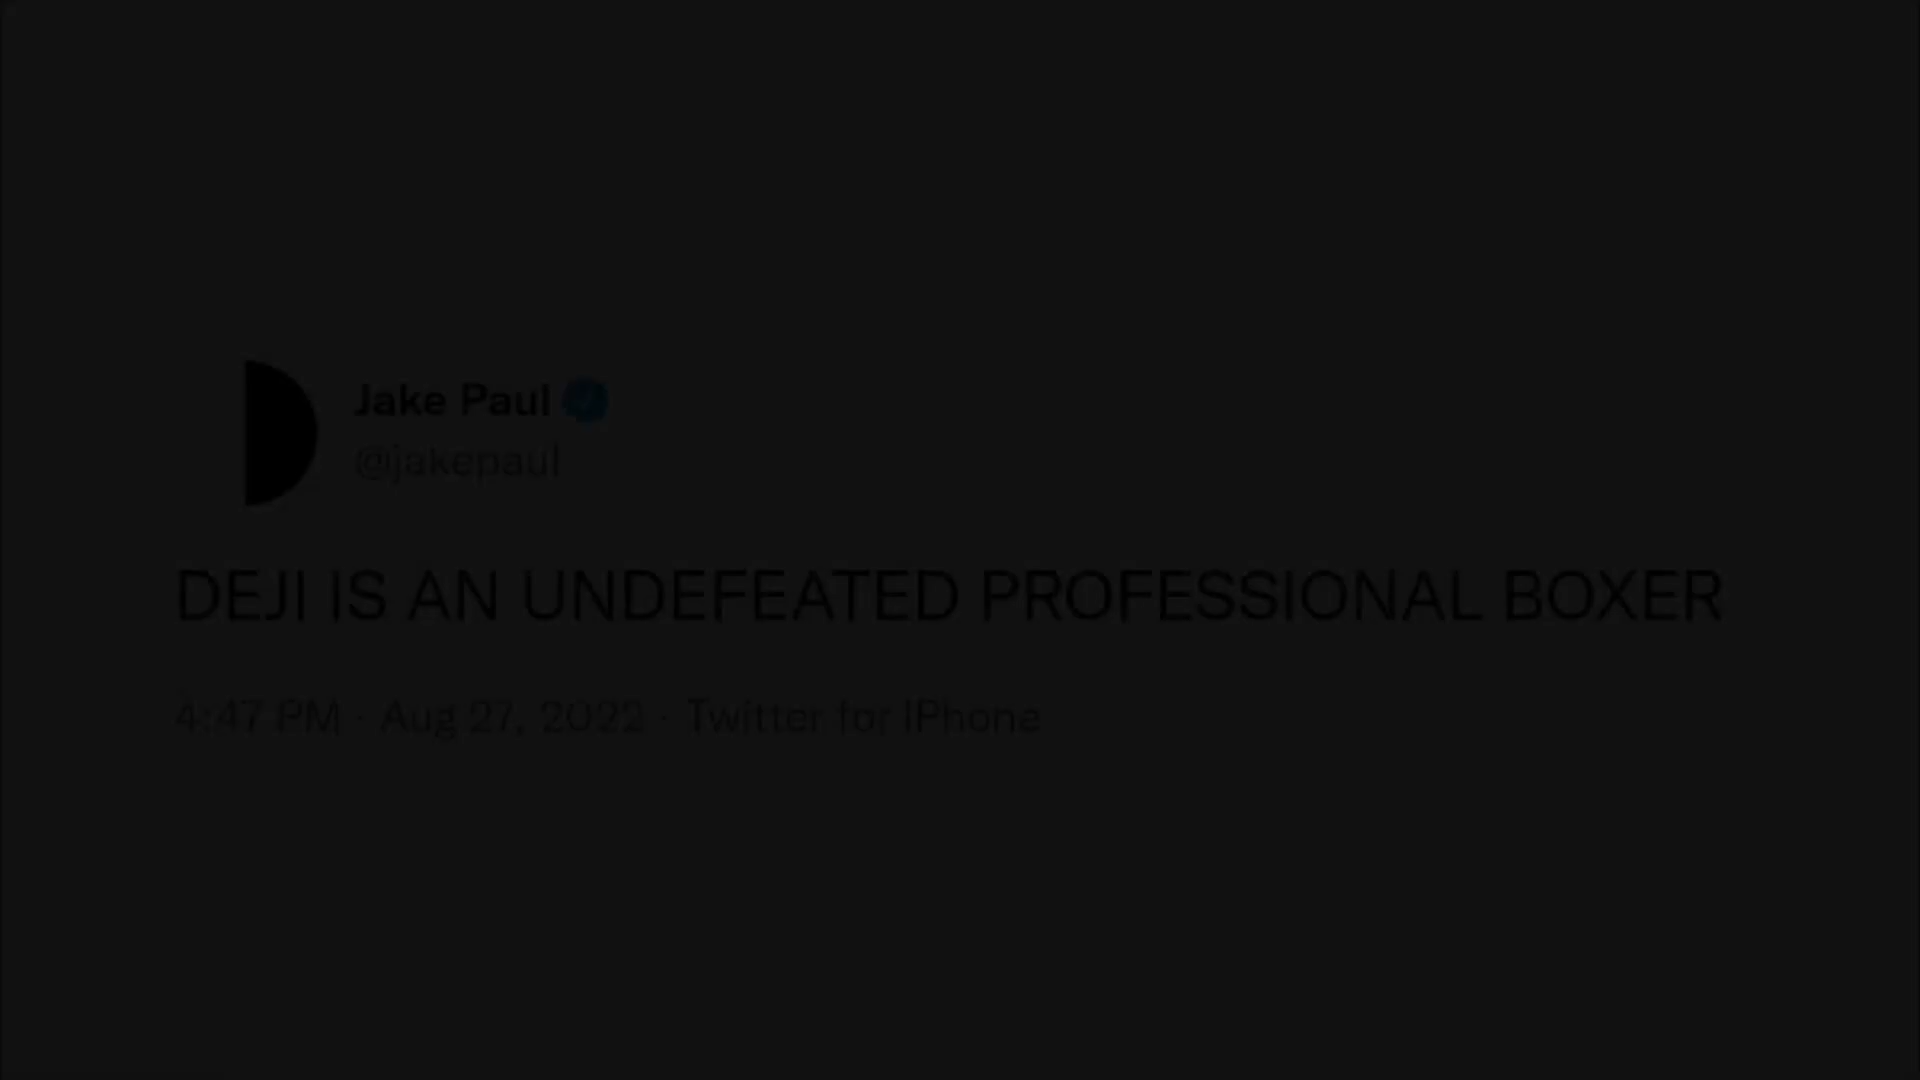 Jake Paul
@jakepaul
DEJI IS AN UNDEFEATED PROFESSIONAL BOXER
4:47 PM · Aug 27, 2022 · Twitter for iPhone